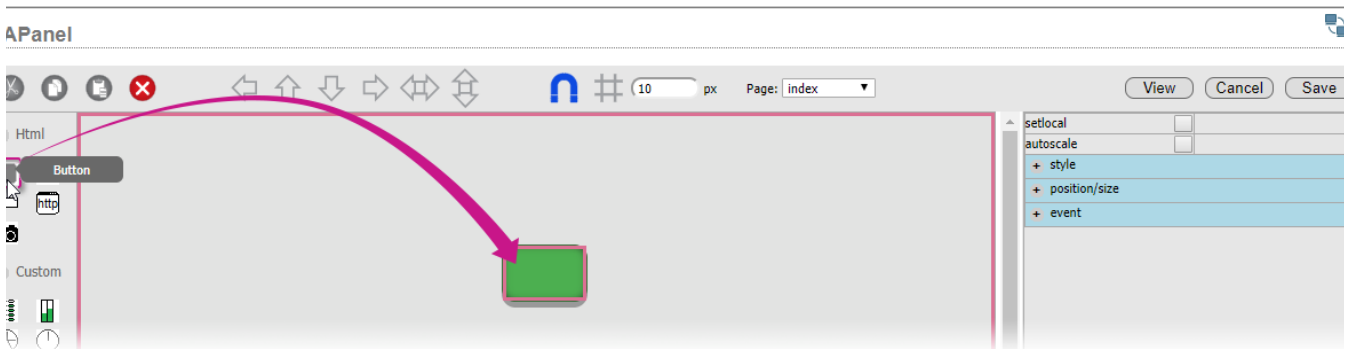 APanel
10 px Page: index View Cancel Save
Html
Button
http
Custom
setlocal
autoscale
+ style
+ position/size
+ event